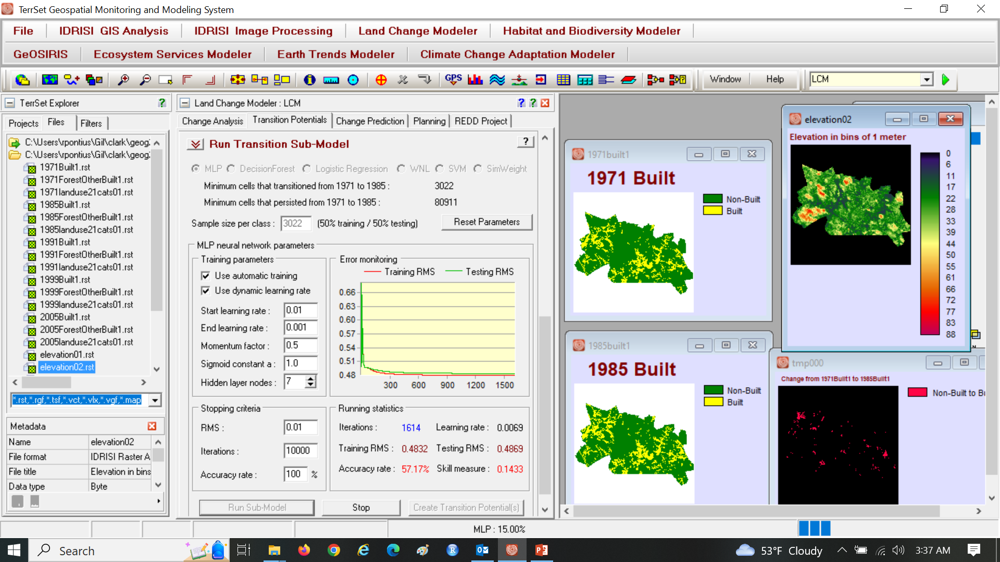 TerrSet Geospatial Monitoring and Modeling System
File IDRISI GIS Analysis IDRISI Image Processing Land Change Modeler Habitat and Biodiversity Modeler
GeOSIRIS Ecosystem Services Modeler Earth Trends Modeler Climate Change Adaptation Modeler
GPS Window Help LCM
TerrSet Explorer ?
Projects Files Filters
C:\Users\rpontius\Gil\clark\geog
C:\Users\rpontius\Gil\clark\geog
1971Built1.rst
1971ForestOtherBuilt1.rst
1971landuse21cats01.rst
1985Built1.rst
1985ForestOtherBuilt1.rst
1985landuse21cats01.rst
1991Built1.rst
1991ForestOtherBuilt1.rst
1991landuse21cats01.rst
1999Built1.rst
1999ForestOtherBuilt1.rst
1999landuse21cats01.rst
2005Built1.rst
2005ForestOtherBuilt1.rst
2005landuse21cats01.rst
elevation01.rst
elevation02.rst
*.rst,*.rgf,*.tsf,*.vct,*.vlx,*.vgf,*.map
Metadata
Name elevation02
File format IDRISI Raster A
File title Elevation in bins
Data type Byte
Land Change Modeler : LCM ? ?
Change Analysis Transition Potentials Change Prediction Planning REDD Project
Run Transition Sub-Model ?
MLP DecisionForest Logistic Regression WNL SVM SimWeight
Minimum cells that transitioned from 1971 to 1985 : 3022
Minimum cells that persisted from 1971 to 1985 : 80911
Sample size per class : 3022 (50% training / 50% testing) Reset Parameters
MLP neural network parameters
Training parameters
Use automatic training
Use dynamic learning rate
Start learning rate : 0.01
End learning rate : 0.001
Momentum factor : 0.5
Sigmoid constant a : 1.0
Hidden layer nodes : 7
Error monitoring
Training RMS Testing RMS
0.66
0.63
0.60
0.57
0.54
0.51
0.48
300 600 900 1200 1500
Stopping criteria
RMS : 0.01
Iterations : 10000
Accuracy rate : 100 %
Running statistics
Iterations : 1614 Learning rate : 0.0069
Training RMS : 0.4832 Testing RMS : 0.4869
Accuracy rate : 57.17% Skill measure : 0.1433
Run Sub-Model Stop Create Transition Potential(s)
1971built1
1971 Built
Non-Built
Built
1985built1
1985 Built
Non-Built
Built
elevation02
Elevation in bins of 1 meter
0
6
11
17
22
28
33
39
44
50
55
61
66
72
77
83
88
tmp000
Change from 1971Built1 to 1985Built1
Non-Built to
MLP : 15.00%
Search 53°F Cloudy 3:37 AM